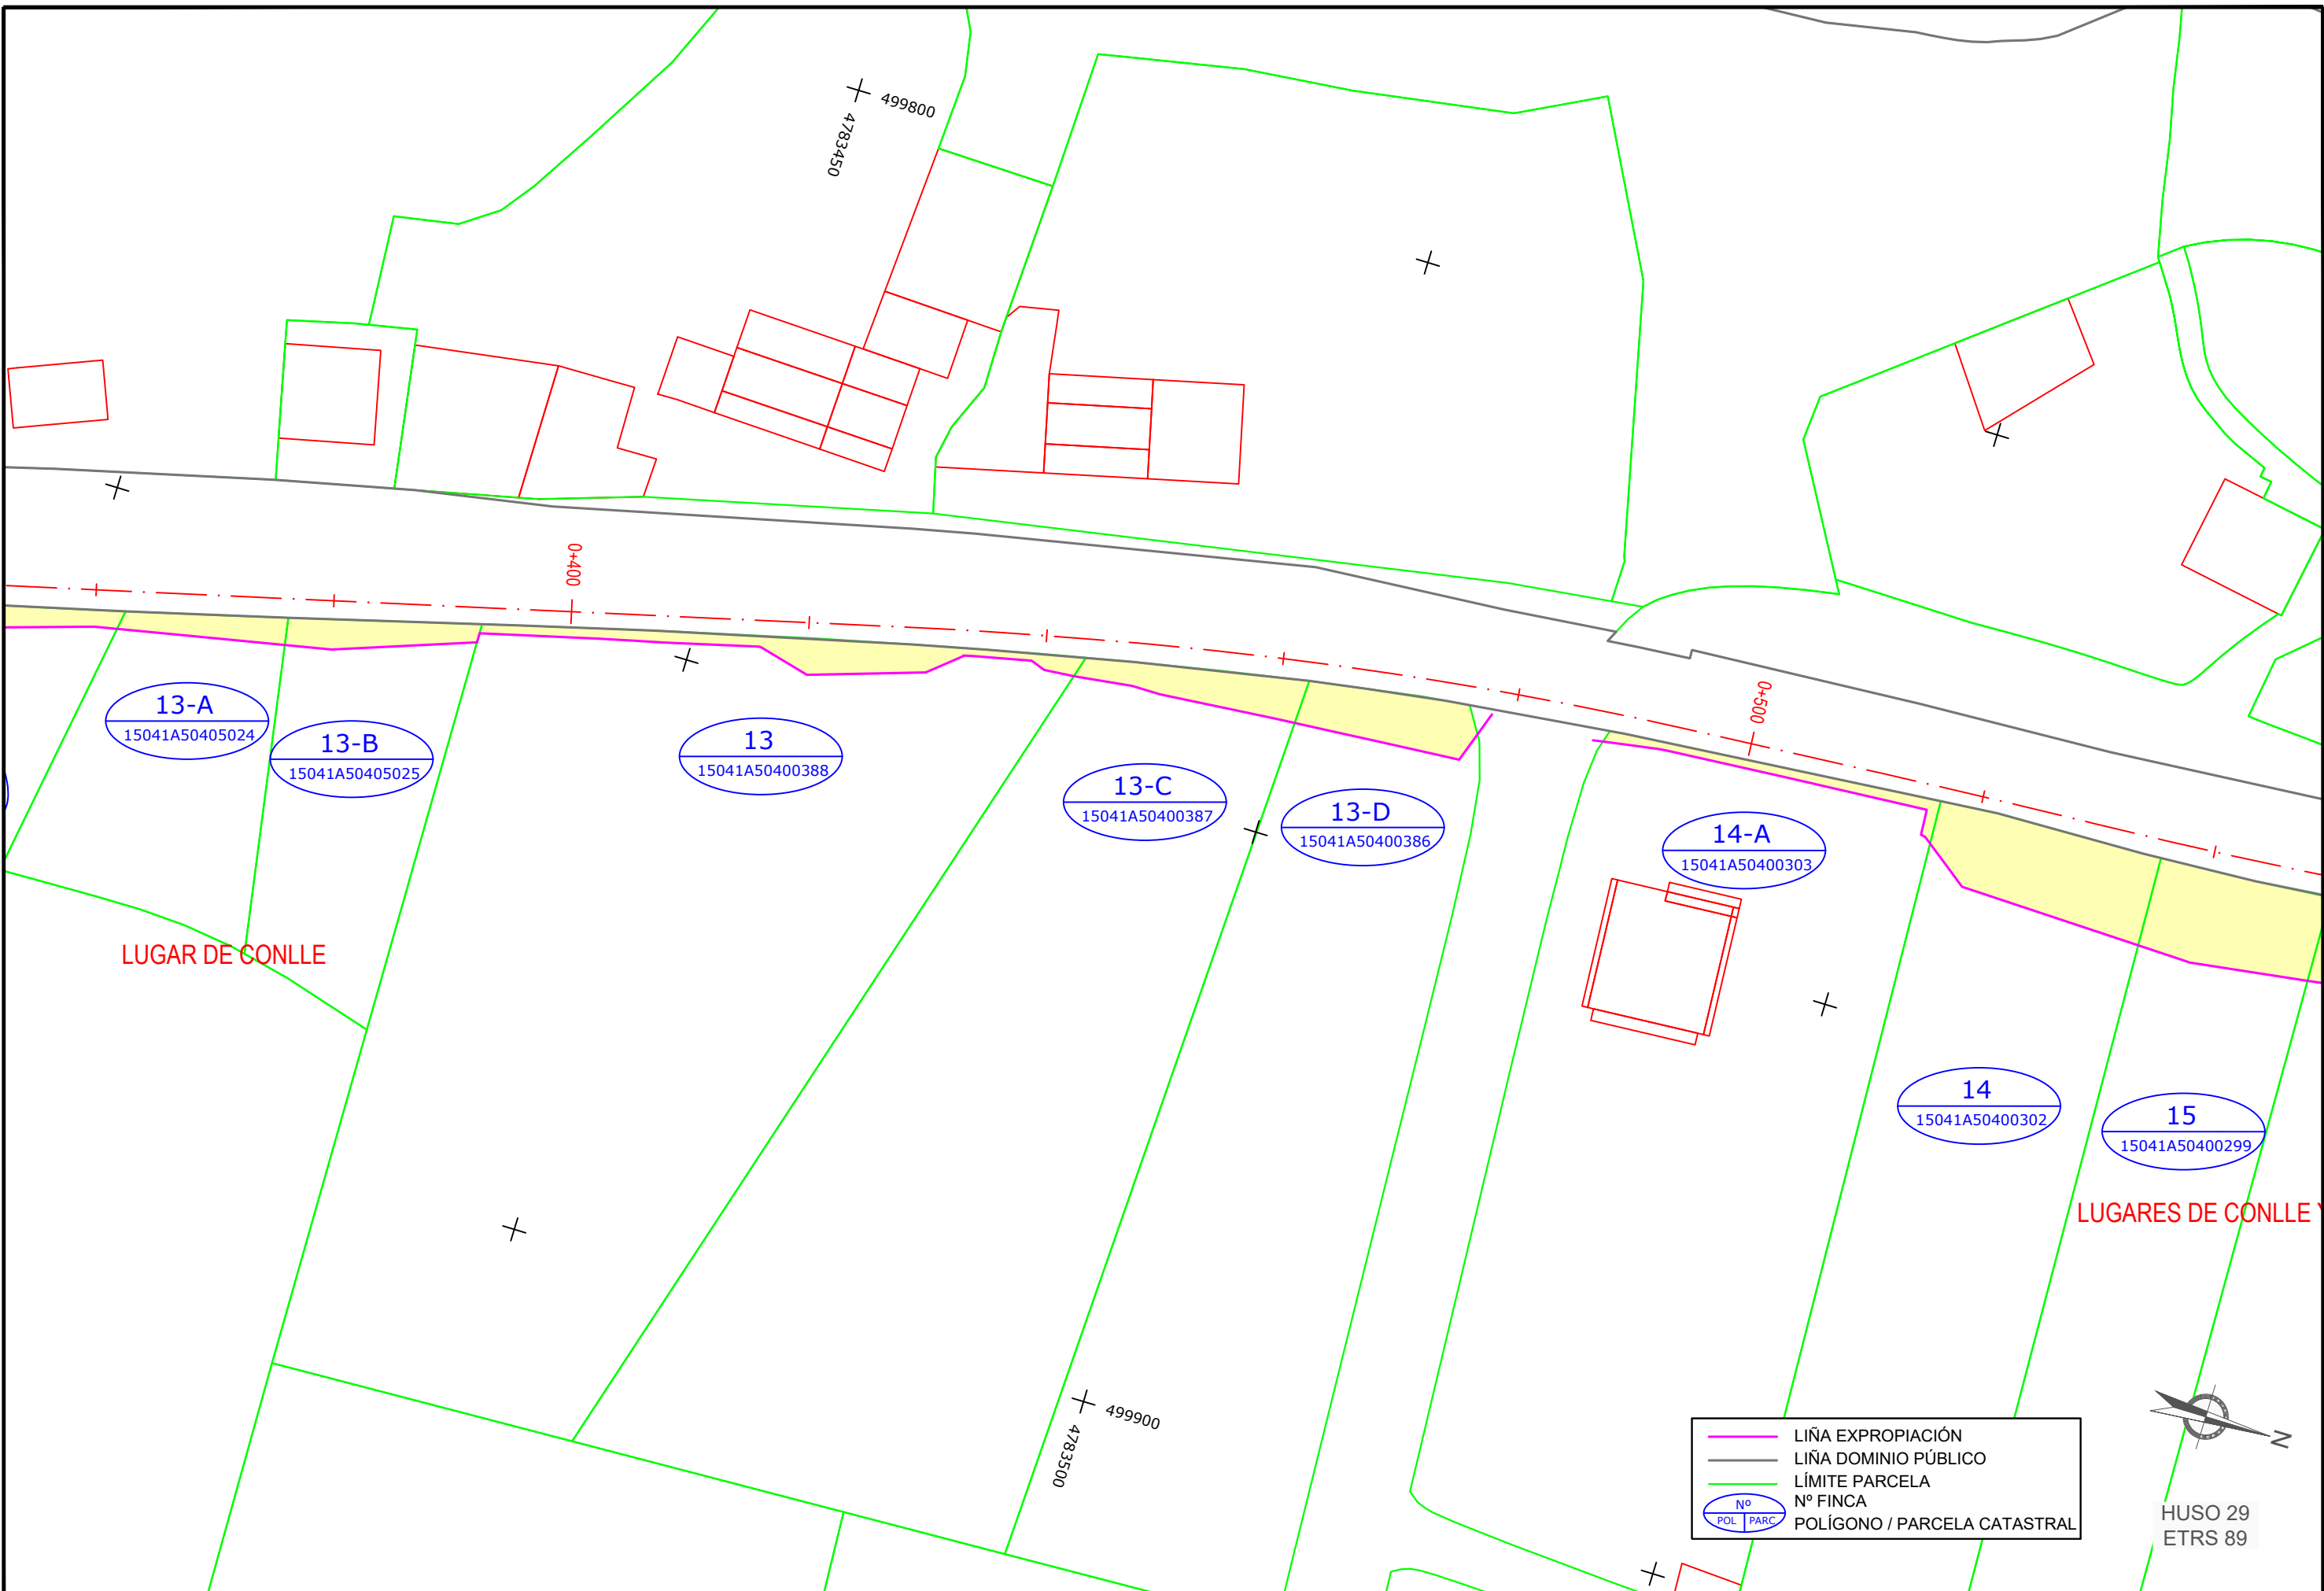 499800
4783450
0+400
0+500
13-A
15041A50405024
13-B
15041A50405025
13
15041A50400388
13-C
15041A50400387
13-D
15041A50400386
14-A
15041A50400303
LUGAR DE CONLLE
14
15041A50400302
15
15041A50400299
LUGARES DE CONLLE Y
499900
4783500
LIÑA EXPROPIACIÓN
LIÑA DOMINIO PÚBLICO
LÍMITE PARCELA
Nº FINCA
Nº
POL PARC
POLÍGONO / PARCELA CATASTRAL
N
HUSO 29
ETRS 89